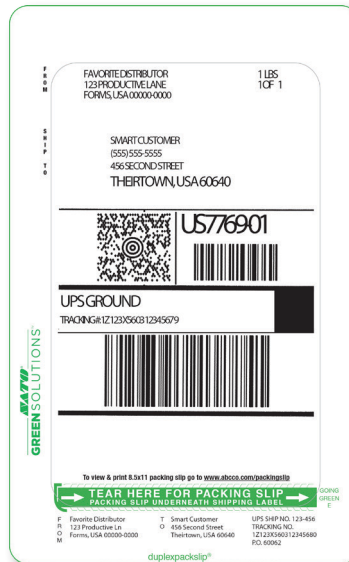 FROM
FAVORITE DISTRIBUTOR
123 PRODUCTIVE LANE
FORMS, USA 00000-0000
1 LBS
1 OF 1
SHIP TO
SMART CUSTOMER
(555) 555-5555
456 SECOND STREET
THEIRTOWN, USA 60640
US7769-01
UPS GROUND
TRACKING#: 1Z123X560312345679
SATO
GREENSOLUTIONS
To view & print 8.5x11 packing slip go to www.abcco.com/packingslip
TEAR HERE FOR PACKING SLIP
PACKING SLIP UNDERNEATH SHIPPING LABEL
GOING
GREEN
E
FROM
Favorite Distributor
123 Productive Ln
Forms, USA 00000-0000
TO
Smart Customer
456 Second Street
Theirtown, USA 60640
UPS SHIP NO. 123-456
TRACKING NO.
1Z123X560312345680
P.O. 60062
duplexpackslip®